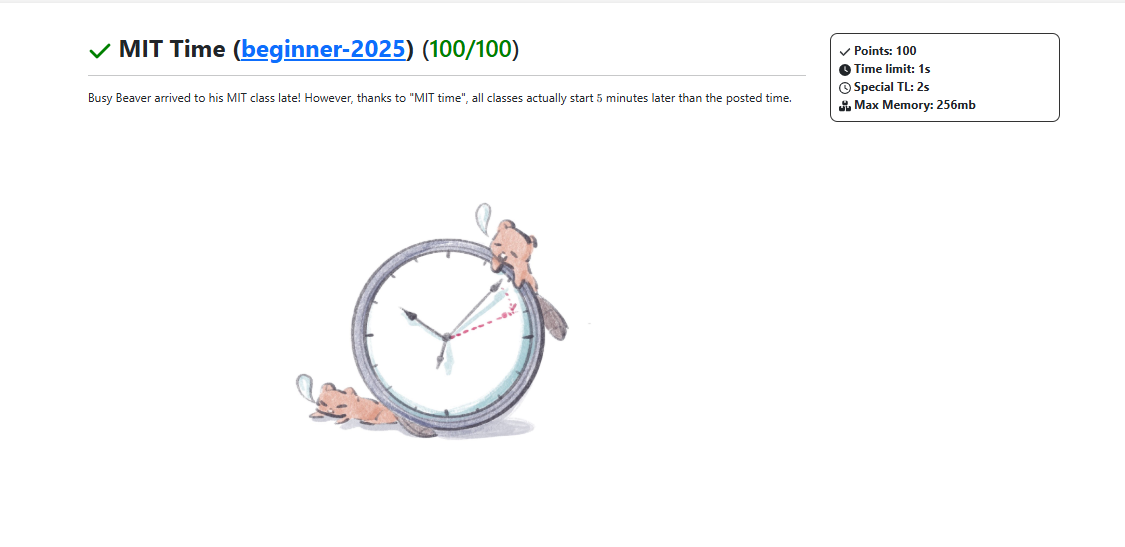 MIT Time (beginner-2025) (100/100)
Busy Beaver arrived to his MIT class late! However, thanks to "MIT time", all classes actually start 5 minutes later than the posted time.
Points: 100
Time limit: 1s
Special TL: 2s
Max Memory: 256mb